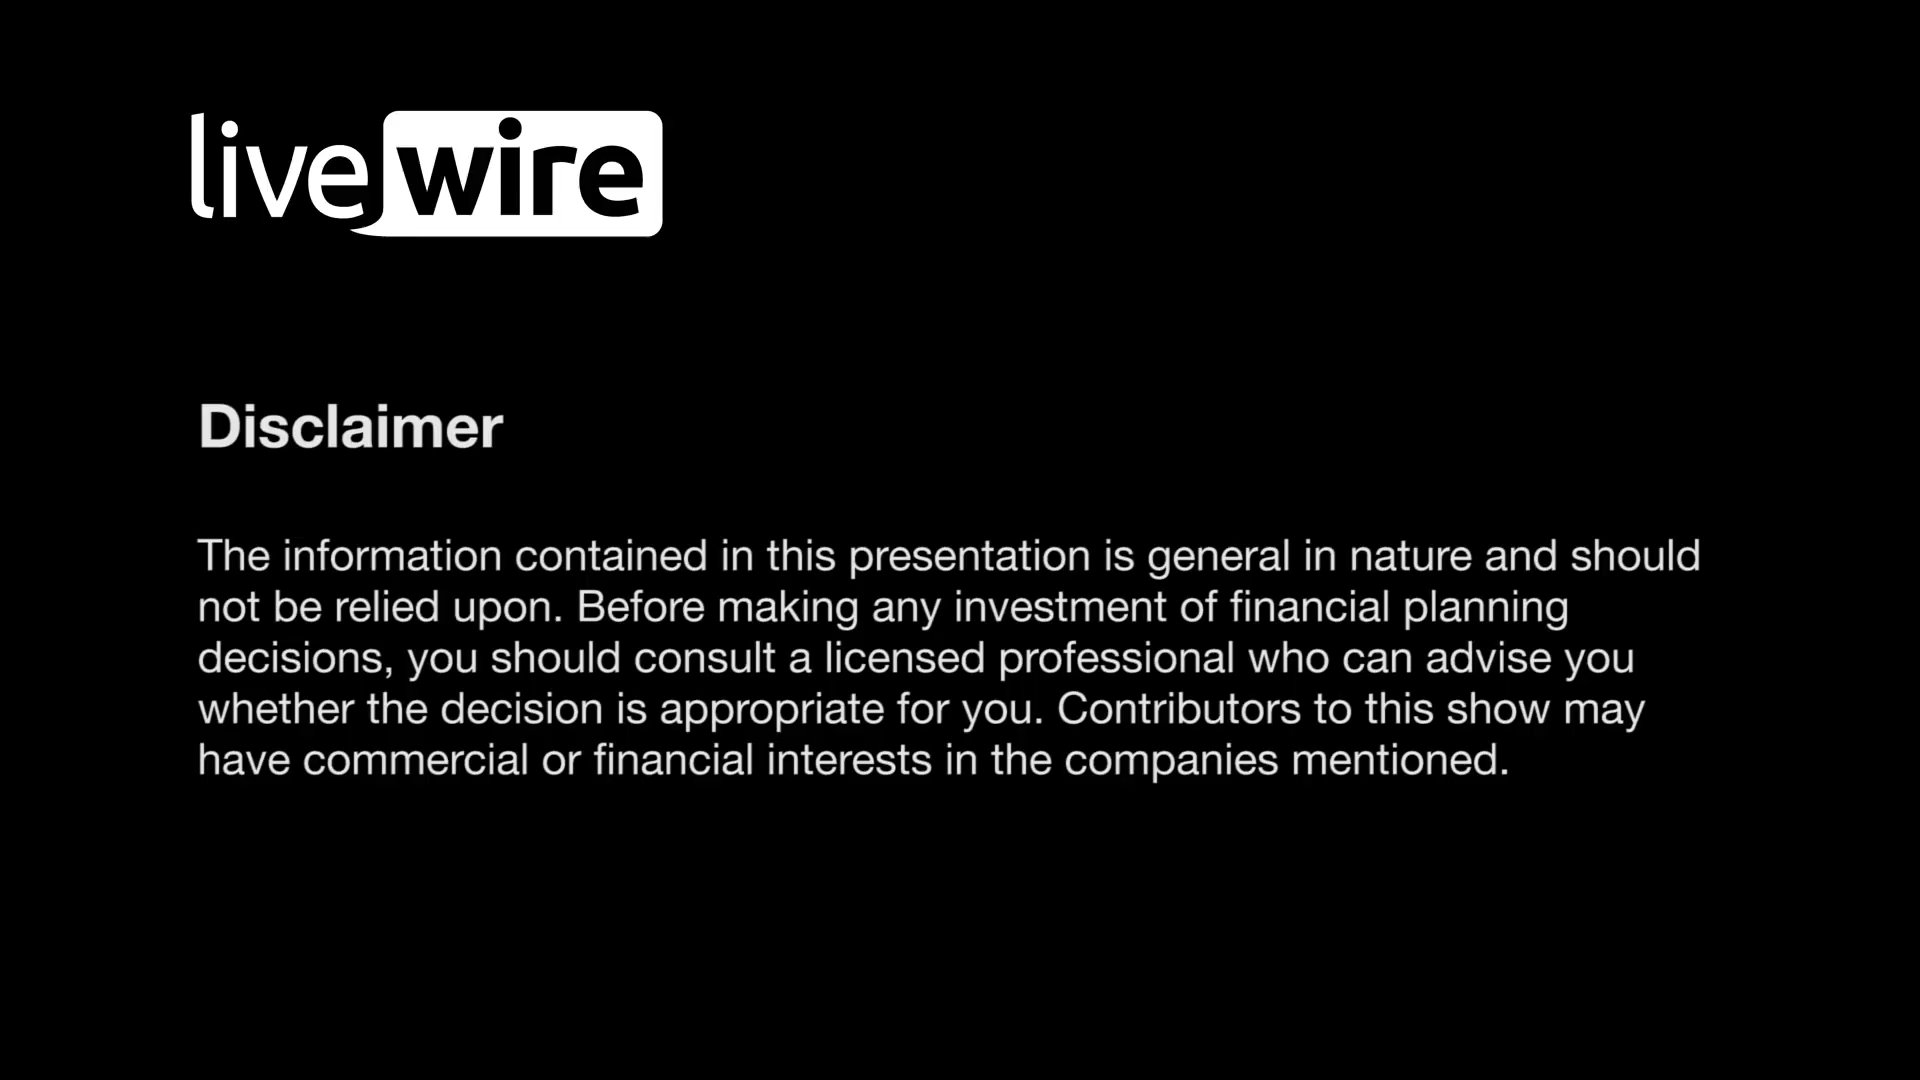 livewire
Disclaimer
The information contained in this presentation is general in nature and should
not be relied upon. Before making any investment of financial planning
decisions, you should consult a licensed professional who can advise you
whether the decision is appropriate for you. Contributors to this show may
have commercial or financial interests in the companies mentioned.